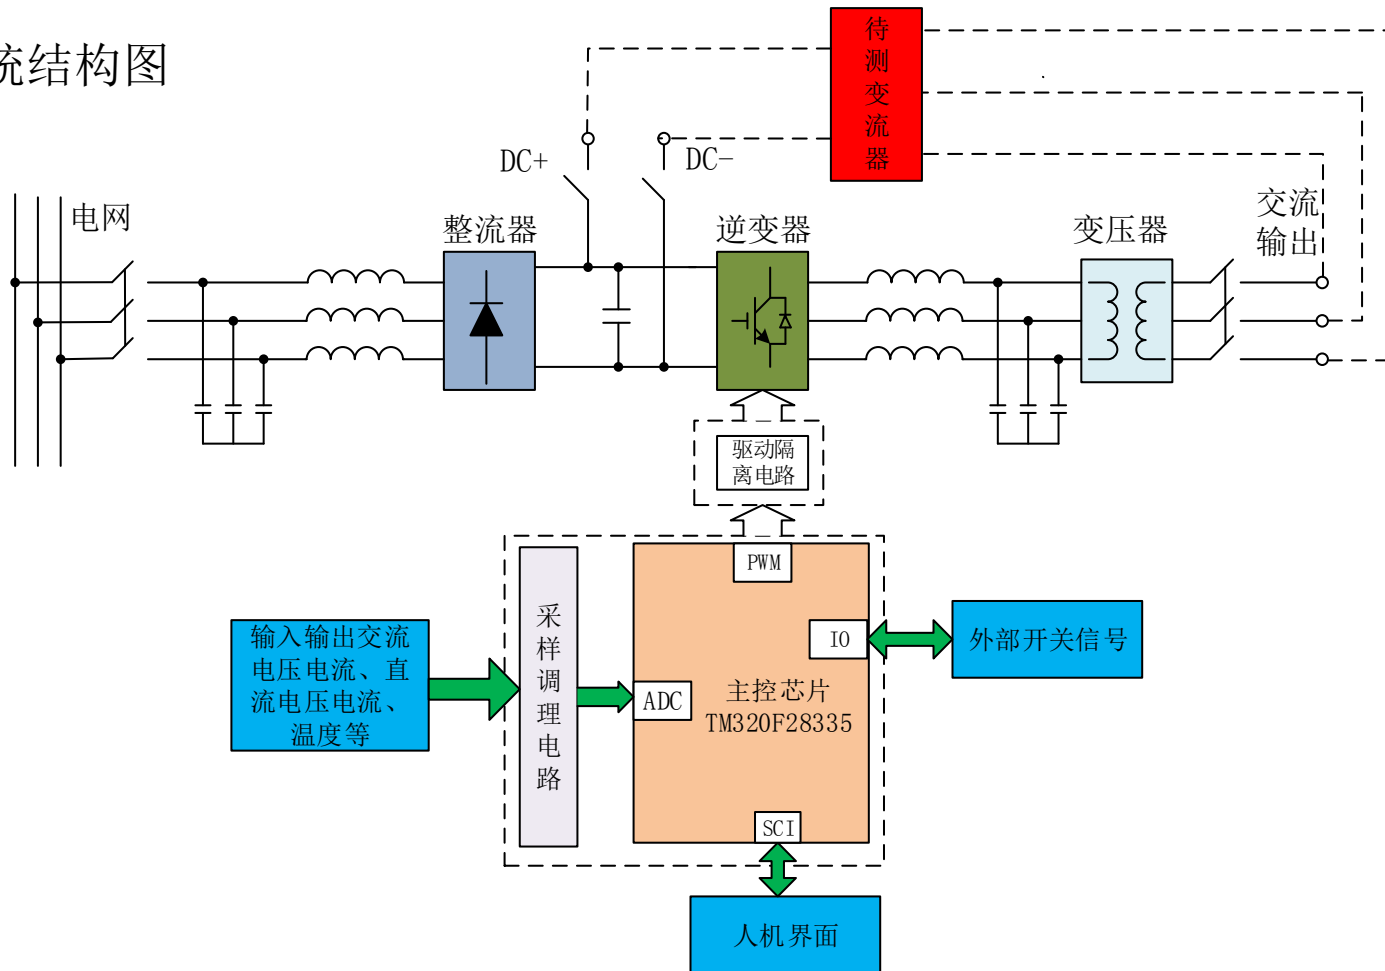 统结构图
待
测
变
流
器
DC+
DC-
电网
整流器
逆变器
变压器
交流
输出
驱动隔
离电路
PWM
采
样
调
理
电
路
IO
外部开关信号
输入输出交流
电压电流、直
流电压电流、
温度等
ADC
主控芯片
TM320F28335
SCI
人机界面